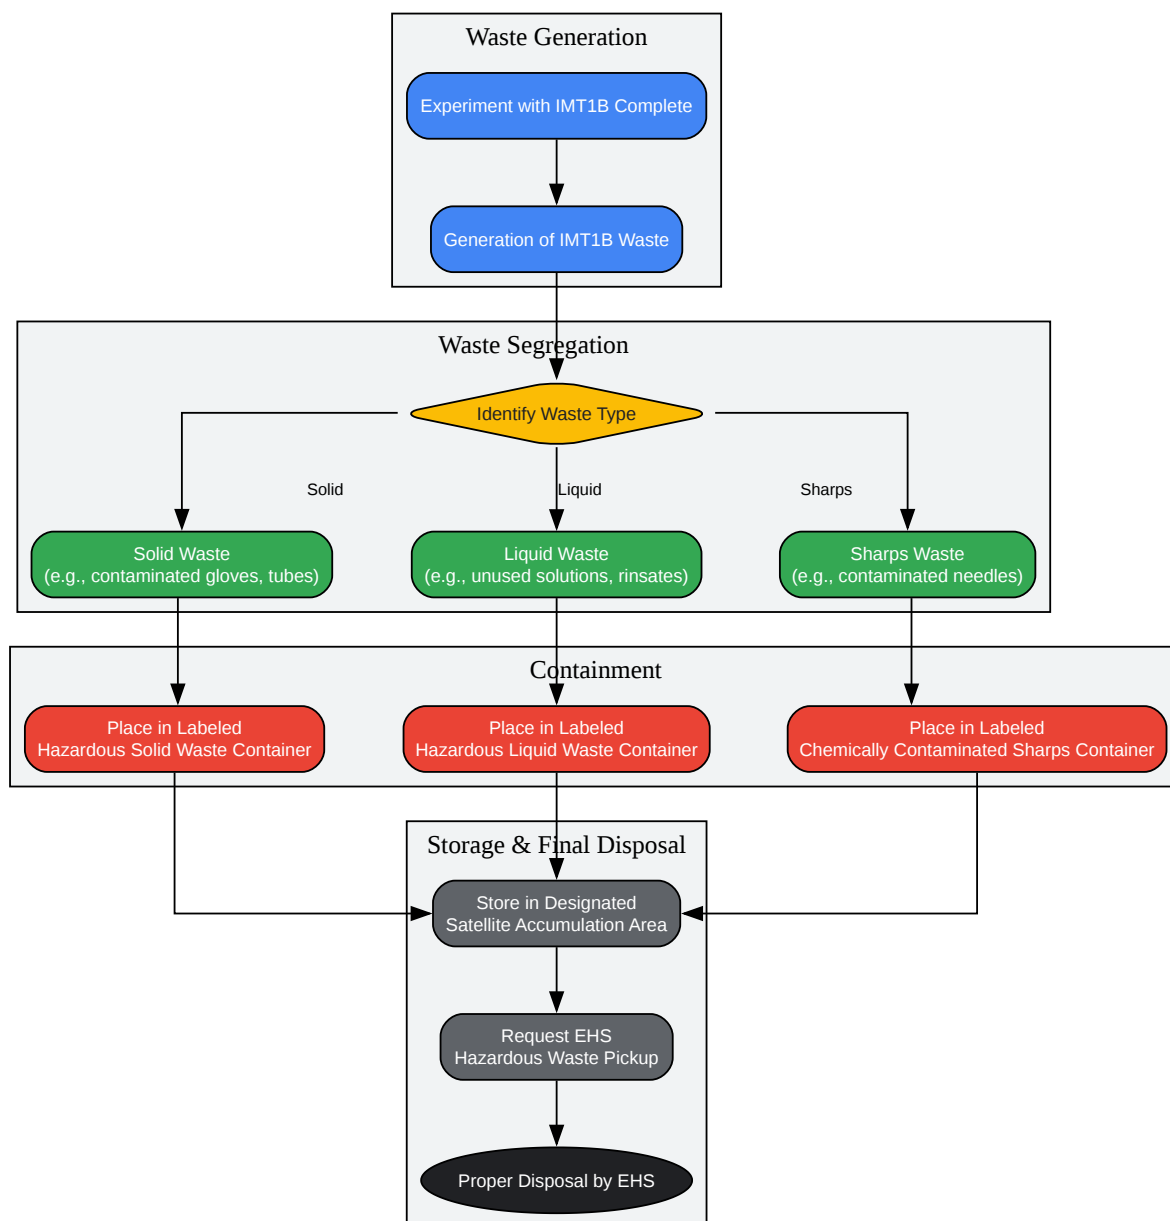 Waste Generation
Experiment with IMT1B Complete
Generation of IMT1B Waste
Waste Segregation
Identify Waste Type
Solid
Liquid
Sharps
Solid Waste
(e.g., contaminated gloves, tubes)
Liquid Waste
(e.g., unused solutions, rinsates)
Sharps Waste
(e.g., contaminated needles)
Containment
Place in Labeled
Hazardous Solid Waste Container
Place in Labeled
Hazardous Liquid Waste Container
Place in Labeled
Chemically Contaminated Sharps Container
Storage & Final Disposal
Store in Designated
Satellite Accumulation Area
Request EHS
Hazardous Waste Pickup
Proper Disposal by EHS